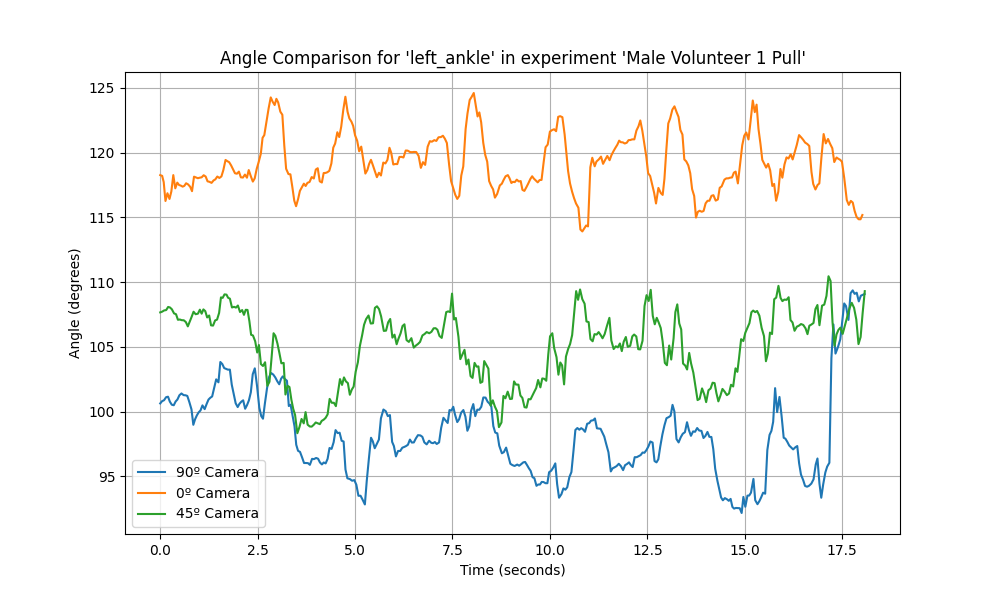 Angle Comparison for 'left_ankle' in experiment 'Male Volunteer 1 Pull'
125
120
115
110
105
100
95
Angle (degrees)
90º Camera
0º Camera
45º Camera
0.0 2.5 5.0 7.5 10.0 12.5 15.0 17.5
Time (seconds)